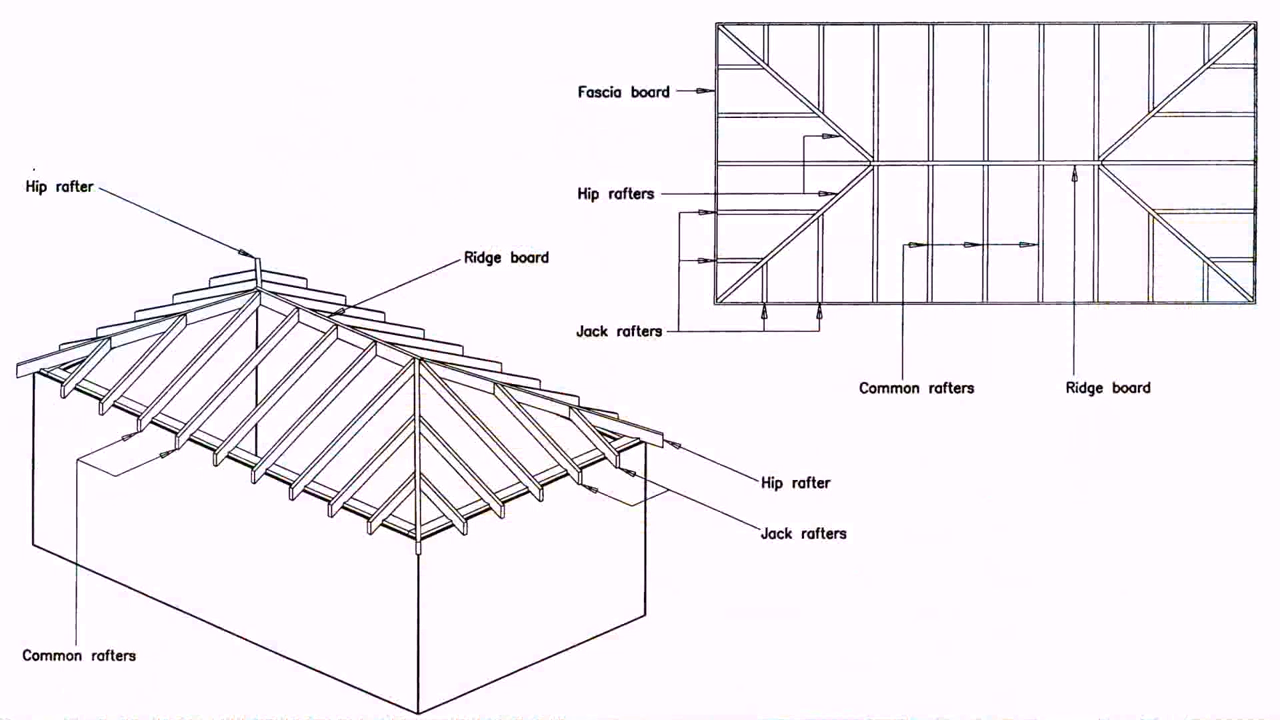 Hip rafter
Ridge board
Hip rafter
Jack rafters
Common rafters
Fascia board
Hip rafters
Jack rafters
Common rafters
Ridge board